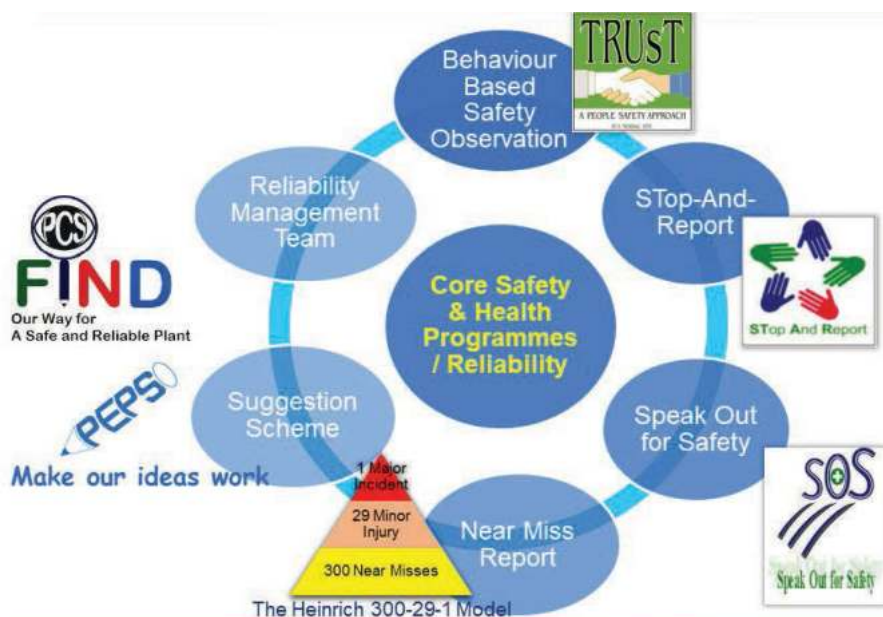 Behaviour
Based
Safety
Observation
TRUsT
A PEOPLE SAFETY APPROACH
STop-And-
Report
STop And Report
Speak Out
for Safety
SOS
Speak Out for Safety
Near Miss
Report
1 Major
Incident
29 Minor
Injury
300 Near Misses
The Heinrich 300-29-1 Model
Suggestion
Scheme
PEPS
Make our ideas work
Reliability
Management
Team
PCS
FIND
Our Way for
A Safe and Reliable Plant
Core Safety
& Health
Programmes
/ Reliability